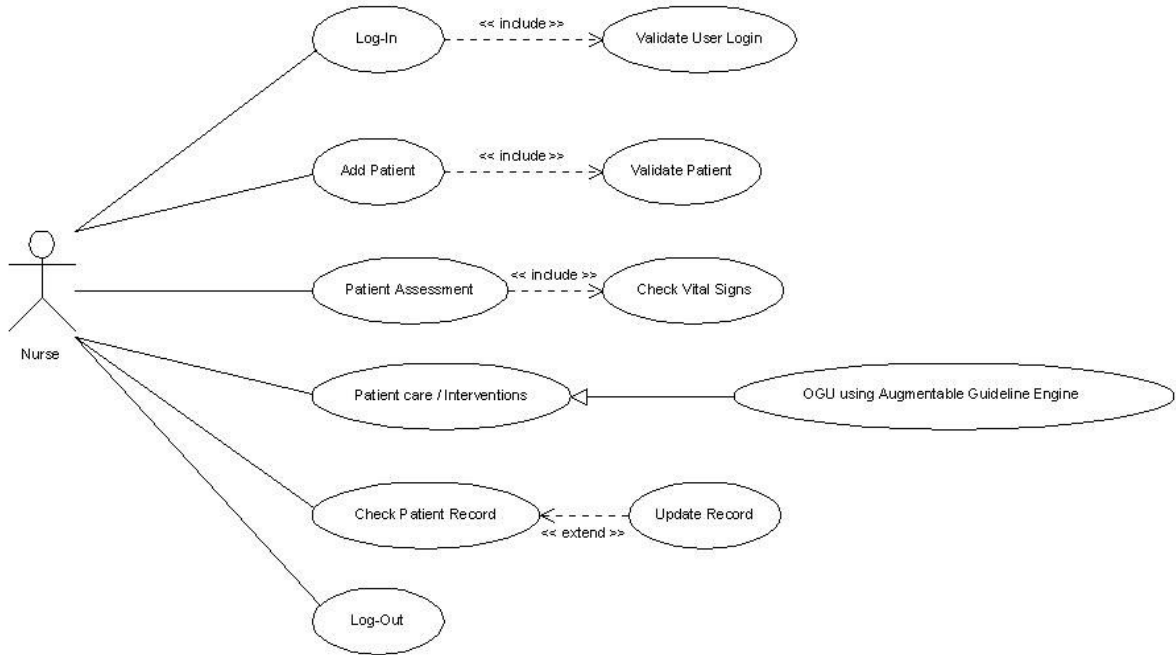 << include >>
Log-In
Validate User Login
<< include >>
Add Patient
Validate Patient
<< include >>
Patient Assessment
Check Vital Signs
Nurse
Patient care / Interventions
OGU using Augmentable Guideline Engine
Check Patient Record
Update Record
<< extend >>
Log-Out